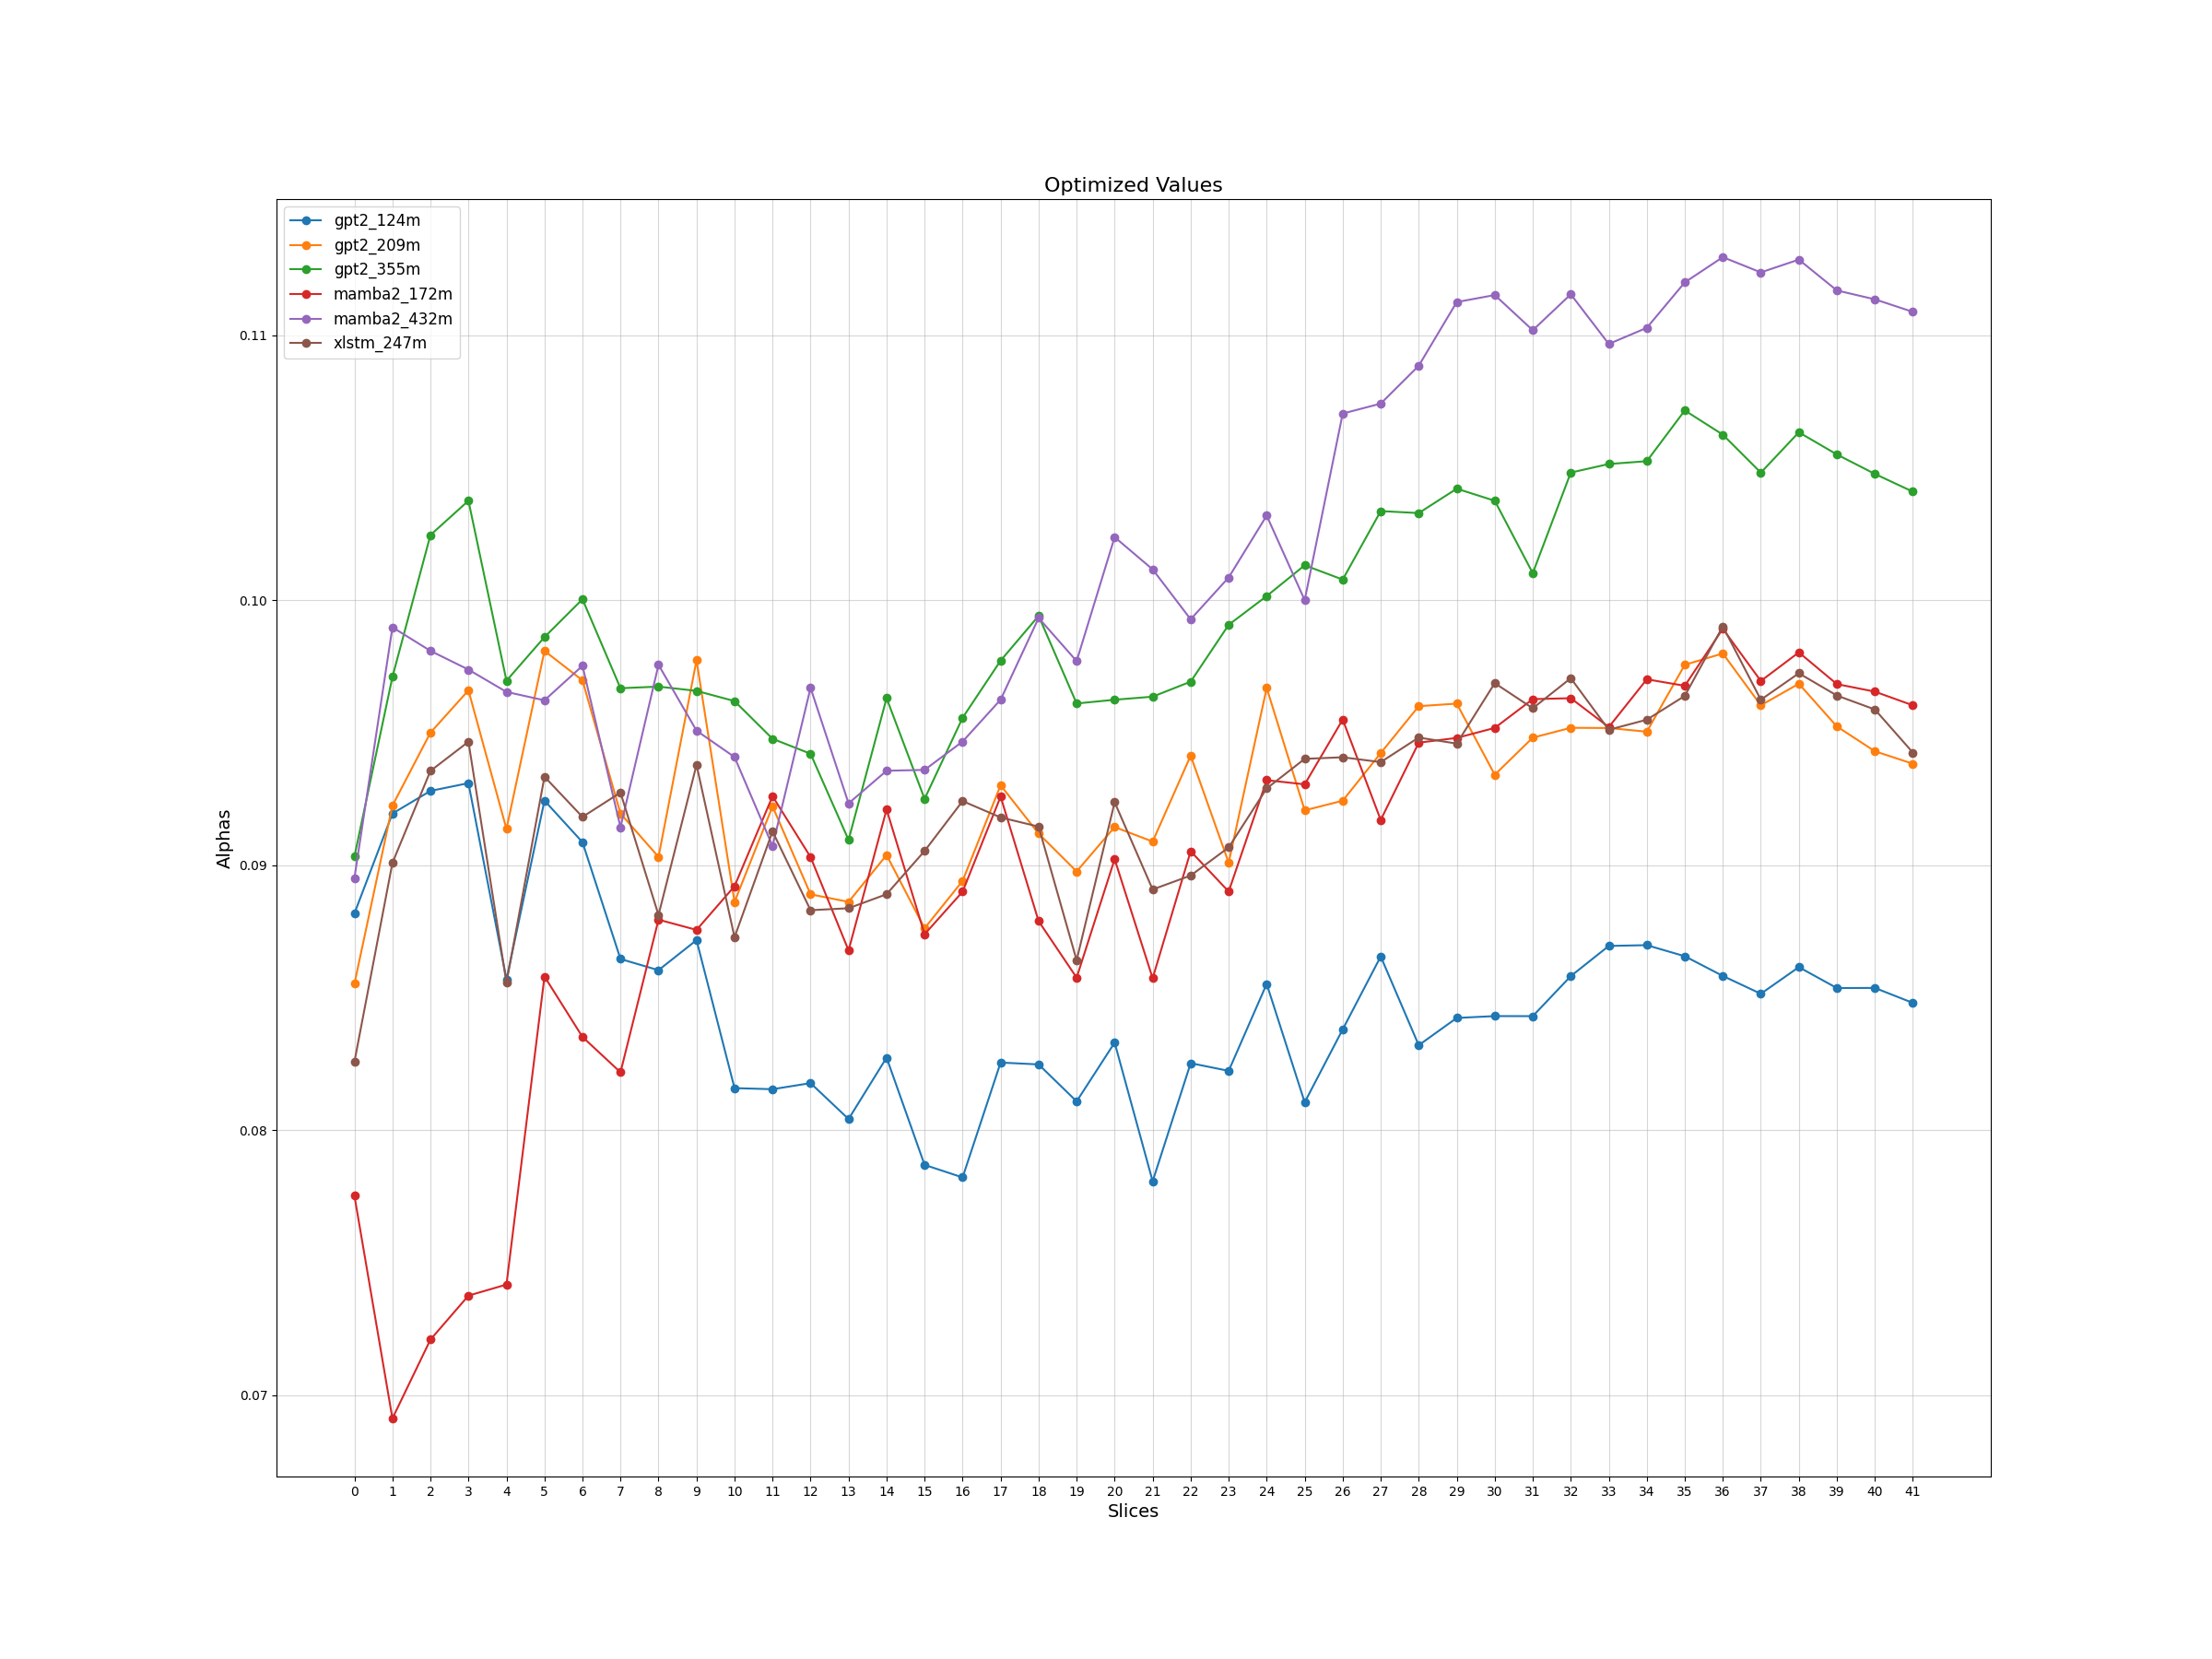 Optimized Values
gpt2_124m
gpt2_209m
gpt2_355m
mamba2_172m
mamba2_432m
xlstm_247m
Alphas
0.11
0.10
0.09
0.08
0.07
0 1 2 3 4 5 6 7 8 9 10 11 12 13 14 15 16 17 18 19 20 21 22 23 24 25 26 27 28 29 30 31 32 33 34 35 36 37 38 39 40 41
Slices